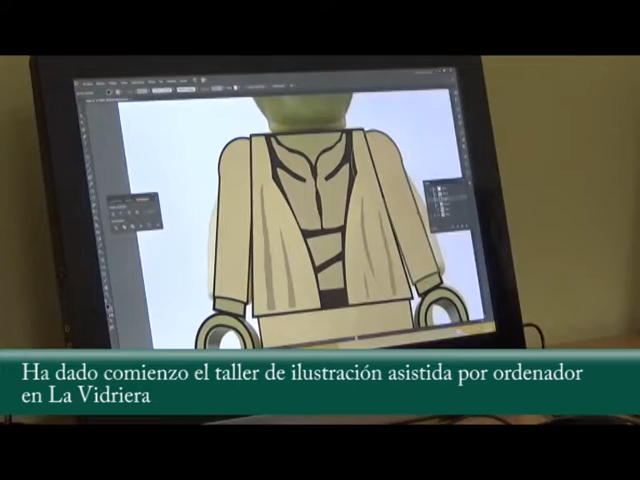 Ha dado comienzo el taller de ilustración asistida por ordenador
en La Vidriera